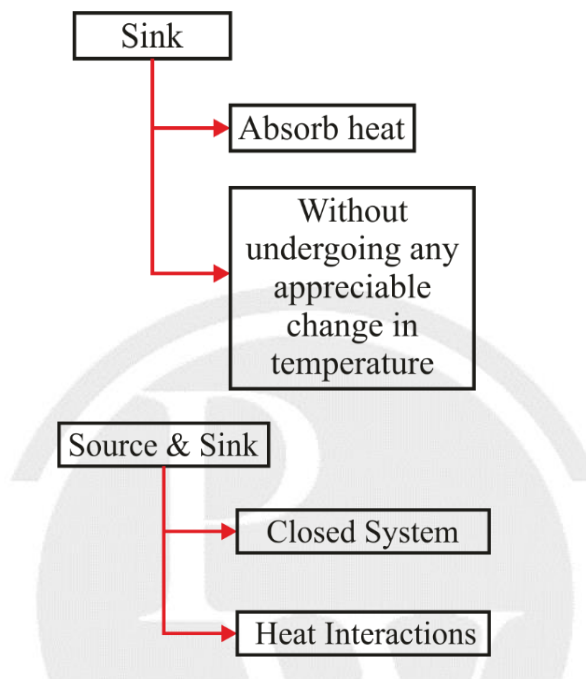 Sink
Absorb heat
Without
undergoing any
appreciable
change in
temperature
Source & Sink
Closed System
Heat Interactions